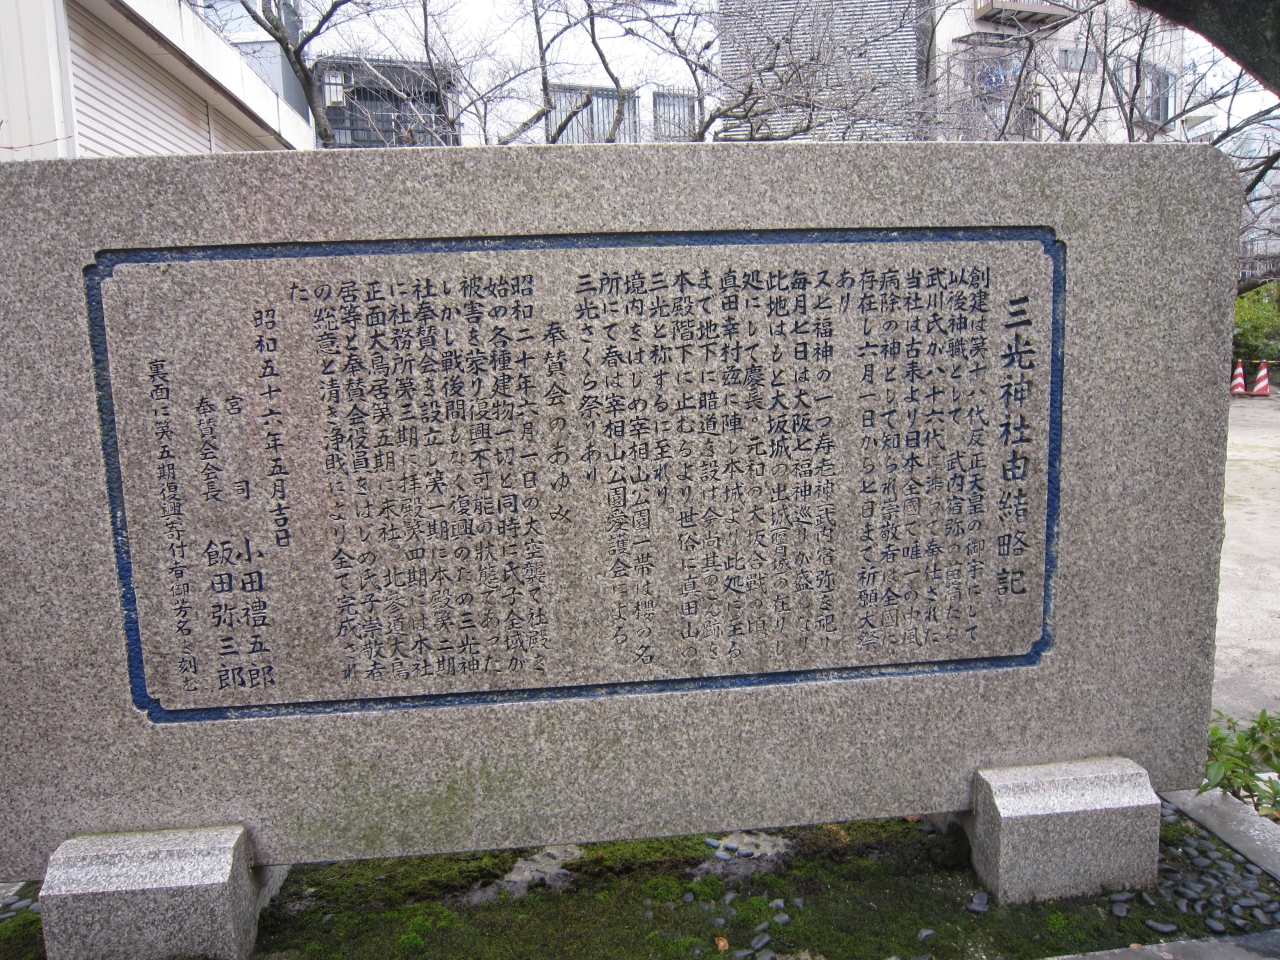 三光神社由緒略記
創建は第十八代反正天皇の御宇にして
以後神職として武内宿弥の
武川氏が八十六代に渉って奉仕された
当社は古来より日本全國で唯一の中風
病除の神として知られ崇敬者は全國に
存在し六月一日から七日まで祈願大祭
あり
又七福神の一つ寿老神武内宿弥を祀り
毎月七日は大阪七福神巡りが盛んなり
此地はもと大坂城の出城
処にして慶長・元和の大坂合戦の頃
真田幸村茲に陣し本城より此処に至る
まで地下に暗道を設け今尚其のこん跡を
本殿階下に止むるより世俗に真田山の
三光と称するに至れり。
境内をはじめ宰相山公園一帯は櫻の名
所にて春は宰相山公園愛護会による
三光さくら祭りあり
奉賛会のあゆみ
昭和二十年六月一日の大空襲で社殿を
始め各種建物一切と同時に氏子全域が
被害を蒙り復興不可能の状態であった
しかし戦後間もなく復興のため三光神
社奉賛会を設立し第一期に本殿第二期
に社務所第三期に拝殿第四期には本社
正面大鳥居第五期に末社、北参道大鳥
居等と奉賛会役員をはじめ氏子崇敬者
の総意と清き浄財により全て完成され
た
昭和五十六年五月吉日
宮司 小田禮五郎
奉賛会会長 飯田弥三郎
裏面に第五期復興寄付者御芳名を刻む